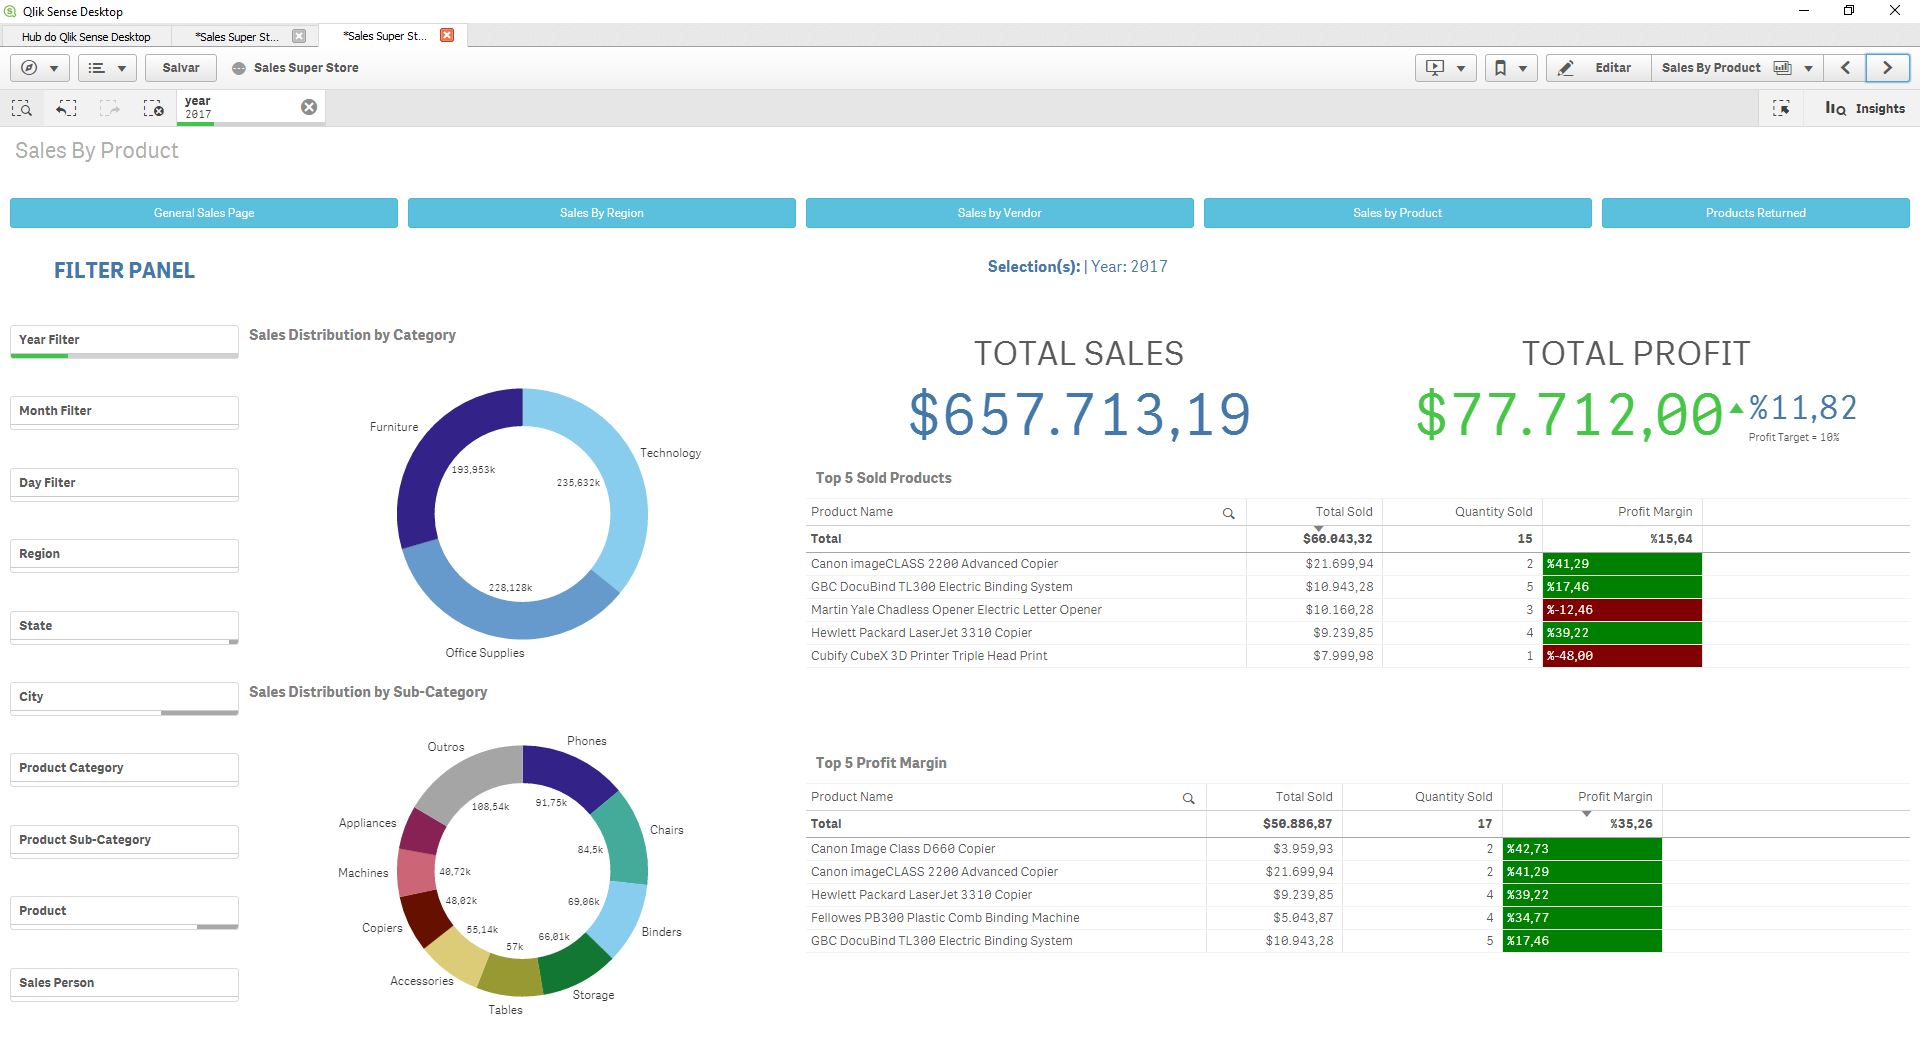 Qlik Sense Desktop
Hub do Qlik Sense Desktop
*Sales Super St...
*Sales Super St...
Salvar
Sales Super Store
Editar
Sales By Product
year
2017
Insights
Sales By Product
General Sales Page
Sales By Region
Sales by Vendor
Sales by Product
Products Returned
FILTER PANEL
Selection(s): | Year: 2017
Year Filter
Month Filter
Day Filter
Region
State
City
Product Category
Product Sub-Category
Product
Sales Person
Sales Distribution by Category
Furniture
193,953k
Technology
235,632k
228,128k
Office Supplies
Sales Distribution by Sub-Category
Outros
Phones
108,54k
91,75k
Appliances
Chairs
84,5k
Machines
40,72k
48,02k
69,06k
Copiers
55,14k
57k
66,01k
Binders
Accessories
Storage
Tables
TOTAL SALES
$657.713,19
TOTAL PROFIT
$77.712,00
%11,82
Profit Target = 10%
Top 5 Sold Products
Product Name Total Sold Quantity Sold Profit Margin
Total $60.043,32 15 %15,64
Canon imageCLASS 2200 Advanced Copier $21.699,94 2 %41,29
GBC DocuBind TL300 Electric Binding System $10.943,28 5 %17,46
Martin Yale Chadless Opener Electric Letter Opener $10.160,28 3 %-12,46
Hewlett Packard LaserJet 3310 Copier $9.239,85 4 %39,22
Cubify CubeX 3D Printer Triple Head Print $7.999,98 1 %-48,00
Top 5 Profit Margin
Product Name Total Sold Quantity Sold Profit Margin
Total $50.886,87 17 %35,26
Canon Image Class D660 Copier $3.959,93 2 %42,73
Canon imageCLASS 2200 Advanced Copier $21.699,94 2 %41,29
Hewlett Packard LaserJet 3310 Copier $9.239,85 4 %39,22
Fellowes PB300 Plastic Comb Binding Machine $5.043,87 4 %34,77
GBC DocuBind TL300 Electric Binding System $10.943,28 5 %17,46